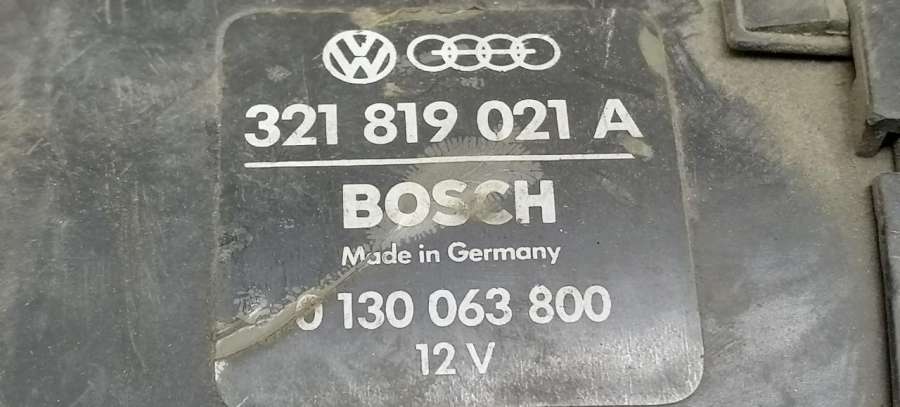 321 819 021 A
BOSCH
Made in Germany
0 130 063 800
12 V